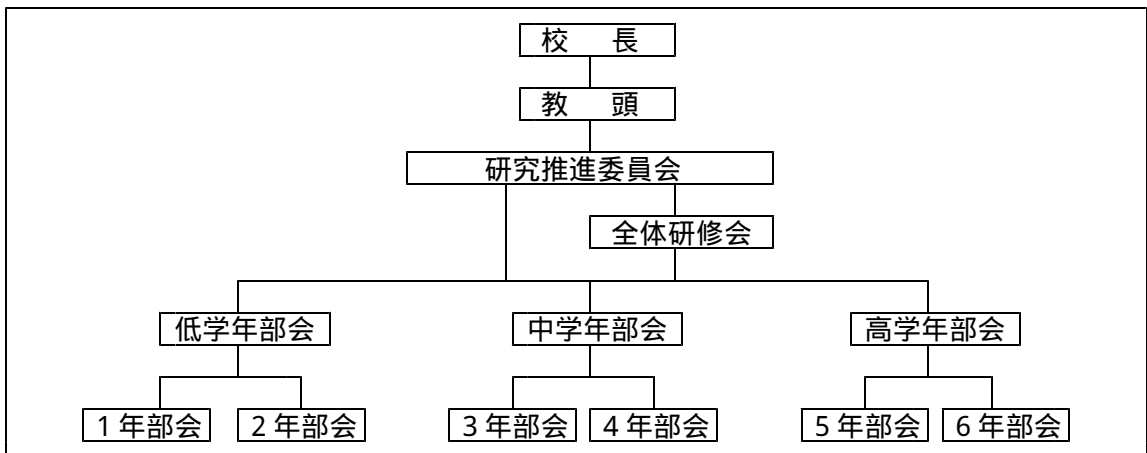 校 長
教 頭
研究推進委員会
全体研修会
低学年部会 中学年部会 高学年部会
1年部会 2年部会 3年部会 4年部会 5年部会 6年部会